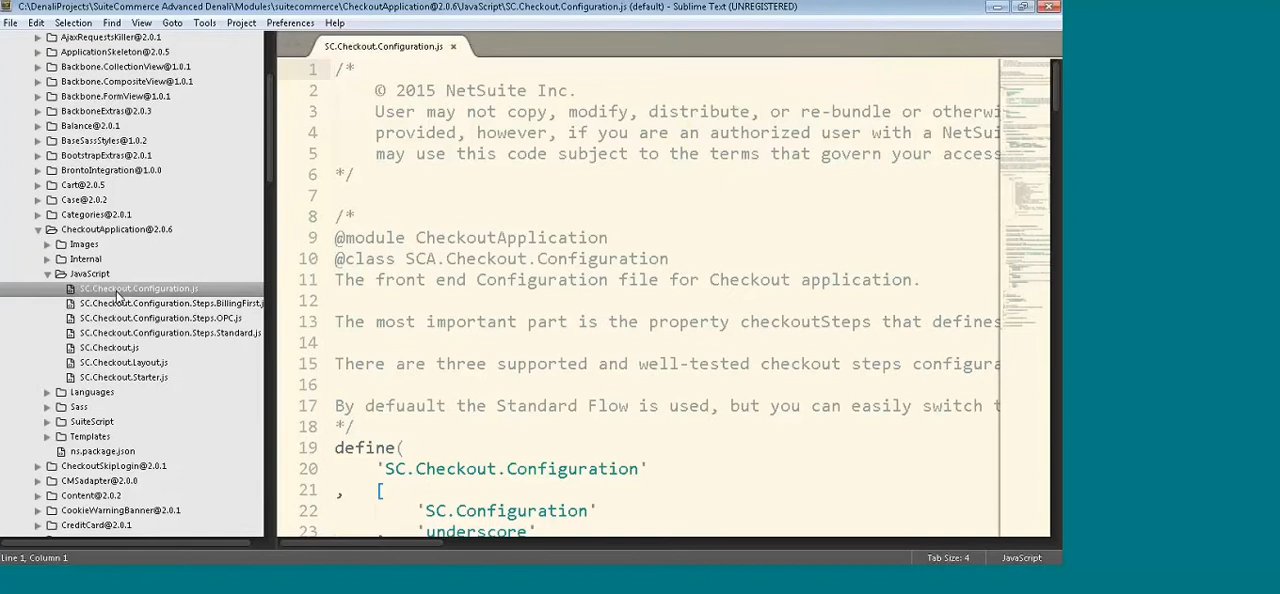 C:\DenaliProjects\SuiteCommerce Advanced Denali\Modules\suitecommerce\CheckoutApplication@2.0.6\JavaScript\SC.Checkout.Configuration.js (default) - Sublime Text (UNREGISTERED)
File Edit Selection Find View Goto Tools Project Preferences Help
AjaxRequestsKiller@2.0.1
ApplicationSkeleton@2.0.5
Backbone.CollectionView@1.0.1
Backbone.CompositeView@1.0.1
Backbone.FormView@1.0.1
BackboneExtras@2.0.3
Balance@2.0.1
BaseSassStyles@1.0.2
BootstrapExtras@2.0.1
BrontoIntegration@1.0.0
Cart@2.0.5
Case@2.0.2
Categories@2.0.1
CheckoutApplication@2.0.6
Images
Internal
JavaScript
SC.Checkout.Configuration.js
SC.Checkout.Configuration.Steps.BillingFirst.j
SC.Checkout.Configuration.Steps.OPC.js
SC.Checkout.Configuration.Steps.Standard.js
SC.Checkout.js
SC.Checkout.Layout.js
SC.Checkout.Starter.js
Languages
Sass
SuiteScript
Templates
ns.package.json
CheckoutSkipLogin@2.0.1
CMSadapter@2.0.0
Content@2.0.2
CookieWarningBanner@2.0.1
CreditCard@2.0.1
SC.Checkout.Configuration.js ×
1 /*
2 © 2015 NetSuite Inc.
3 User may not copy, modify, distribute, or re-bundle or otherwi
4 provided, however, if you are an authorized user with a NetSui
5 may use this code subject to the terms that govern your access
6 */
7
8 /*
9 @module CheckoutApplication
10 @class SCA.Checkout.Configuration
11 The front end Configuration file for Checkout application.
12
13 The most important part is the property checkoutSteps that defines
14
15 There are three supported and well-tested checkout steps configura
16
17 By defuault the Standard Flow is used, but you can easily switch t
18 */
19 define(
20 'SC.Checkout.Configuration'
21 , [
22 'SC.Configuration'
23 , 'underscore'
Line 1, Column 1 Tab Size: 4 JavaScript